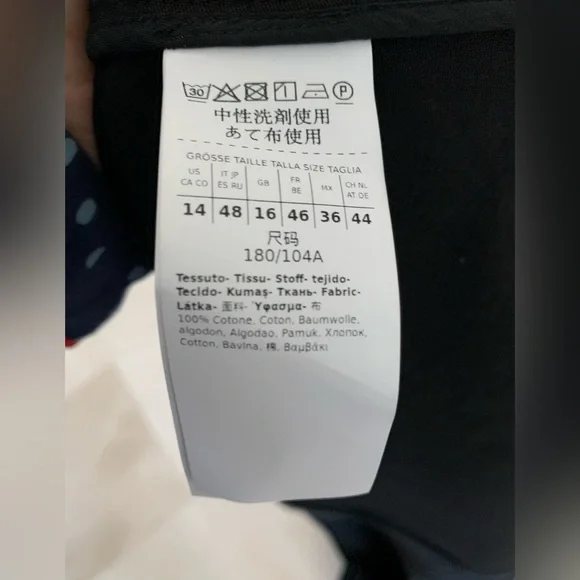 30 P
中性洗剤使用
あて布使用
GRÖSSE TAILLE TALLA SIZE TAGLIA
US IT JP GB FR MX CH NL
CA CO ES RU BE AT DE
14 48 16 46 36 44
尺码
180/104A
Tessuto- Tissu- Stoff- tejido-
Tecido- Kumaş- Ткань- Fabric-
Látka- 面料- Ύφασμα- 布
100% Cotone, Coton, Baumwolle,
algodon, Algodao, Pamuk, Хлопок,
Cotton, Bavlna, 棉, Βαμβάκι